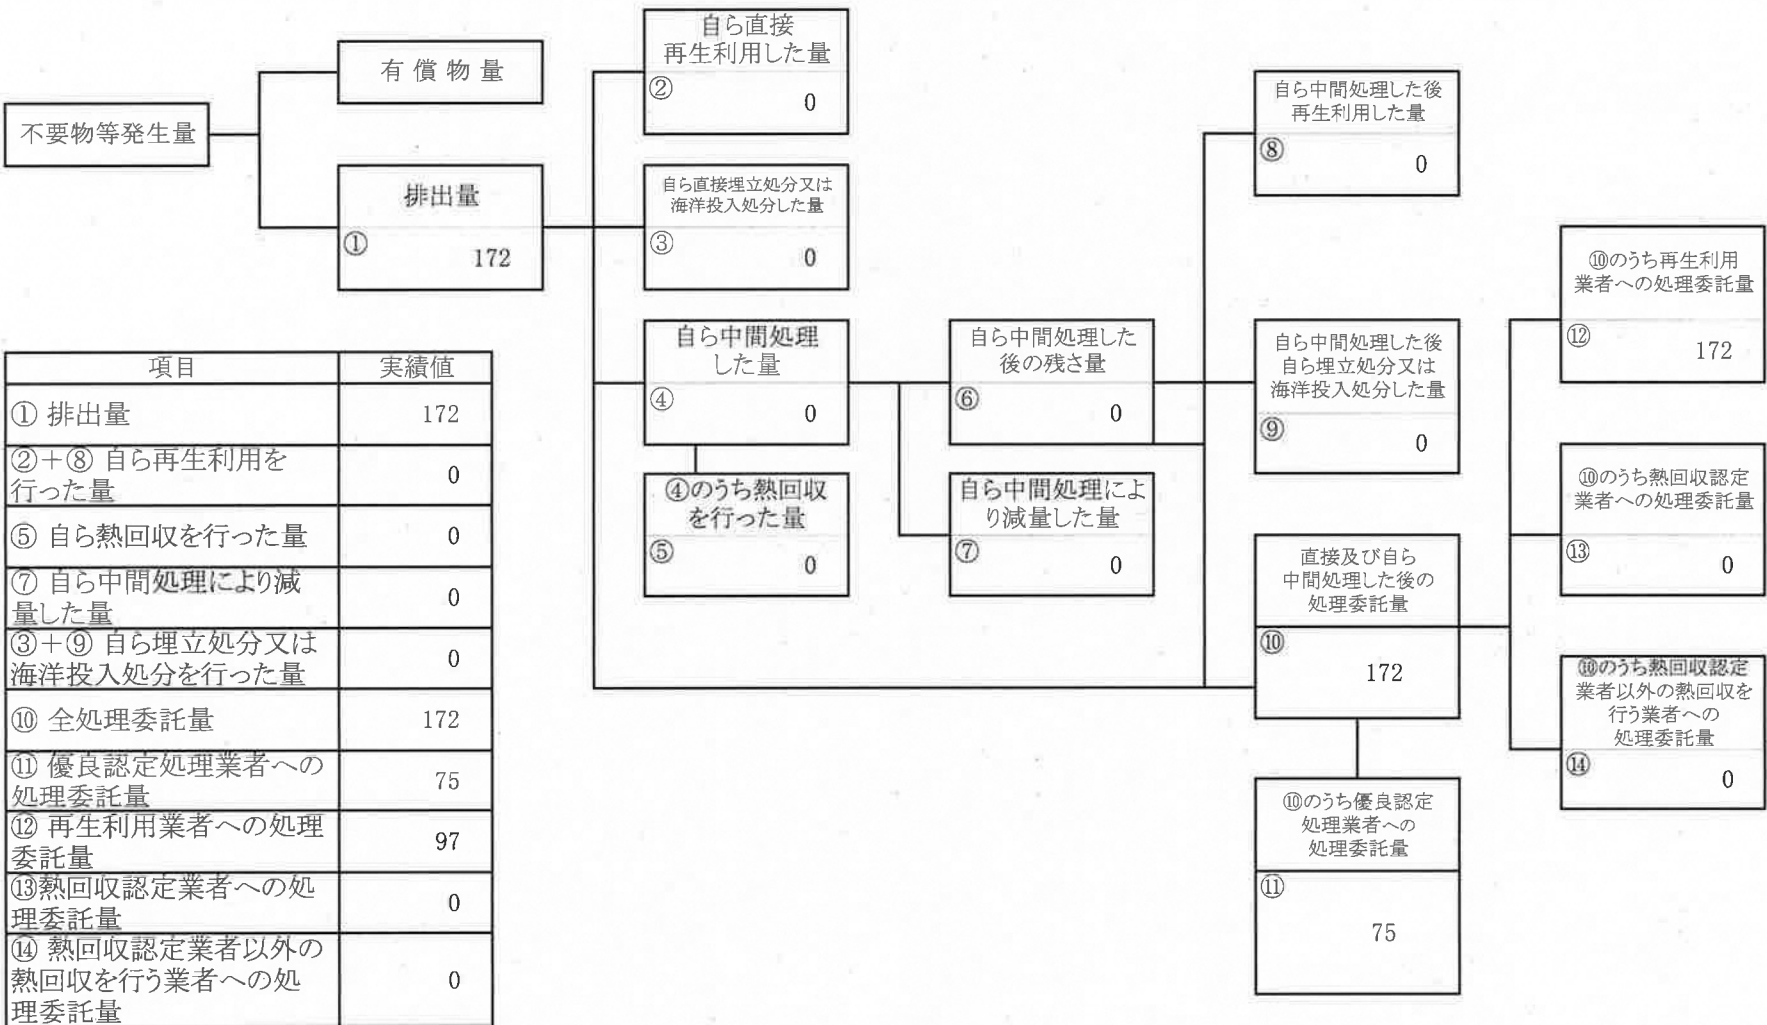 不要物等発生量
有償物量
排出量
①
172
自ら直接
再生利用した量
②
0
自ら直接埋立処分又は
海洋投入処分した量
③
0
自ら中間処理
した量
④
0
④のうち熱回収
を行った量
⑤
0
自ら中間処理した
後の残さ量
⑥
0
自ら中間処理によ
り減量した量
⑦
0
自ら中間処理した後
再生利用した量
⑧
0
自ら中間処理した後
自ら埋立処分又は
海洋投入処分した量
⑨
0
直接及び自ら
中間処理した後の
処理委託量
⑩
172
⑩のうち優良認定
処理業者への
処理委託量
⑪
75
⑩のうち再生利用
業者への処理委託量
⑫
172
⑩のうち熱回収認定
業者への処理委託量
⑬
0
⑩のうち熱回収認定
業者以外の熱回収を
行う業者への
処理委託量
⑭
0
項目 実績値
① 排出量 172
②+⑧ 自ら再生利用を
行った量 0
⑤ 自ら熱回収を行った量 0
⑦ 自ら中間処理により減
量した量 0
③+⑨ 自ら埋立処分又は
海洋投入処分を行った量 0
⑩ 全処理委託量 172
⑪ 優良認定処理業者への
処理委託量 75
⑫ 再生利用業者への処理
委託量 97
⑬熱回収認定業者への処
理委託量 0
⑭ 熱回収認定業者以外の
熱回収を行う業者への処
理委託量 0